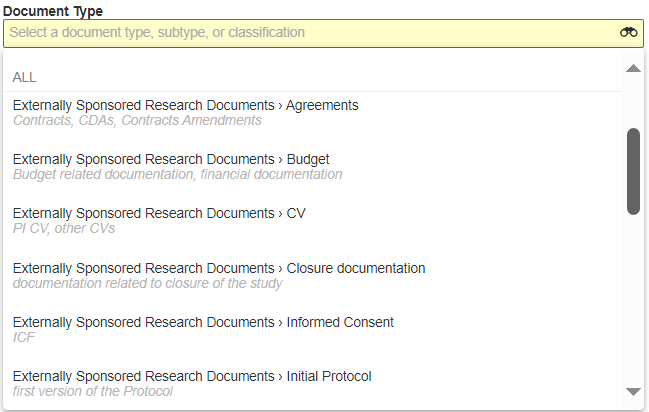 Document Type
Select a document type, subtype, or classification
ALL
Externally Sponsored Research Documents › Agreements
Contracts, CDAs, Contracts Amendments
Externally Sponsored Research Documents › Budget
Budget related documentation, financial documentation
Externally Sponsored Research Documents › CV
PI CV, other CVs
Externally Sponsored Research Documents › Closure documentation
documentation related to closure of the study
Externally Sponsored Research Documents › Informed Consent
ICF
Externally Sponsored Research Documents › Initial Protocol
first version of the Protocol